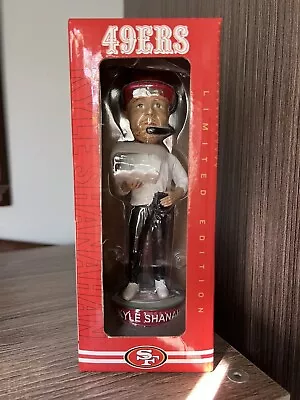 49ERS
KYLE SHANAHAN
LIMITED EDITION
KYLE SHANAHAN
SF